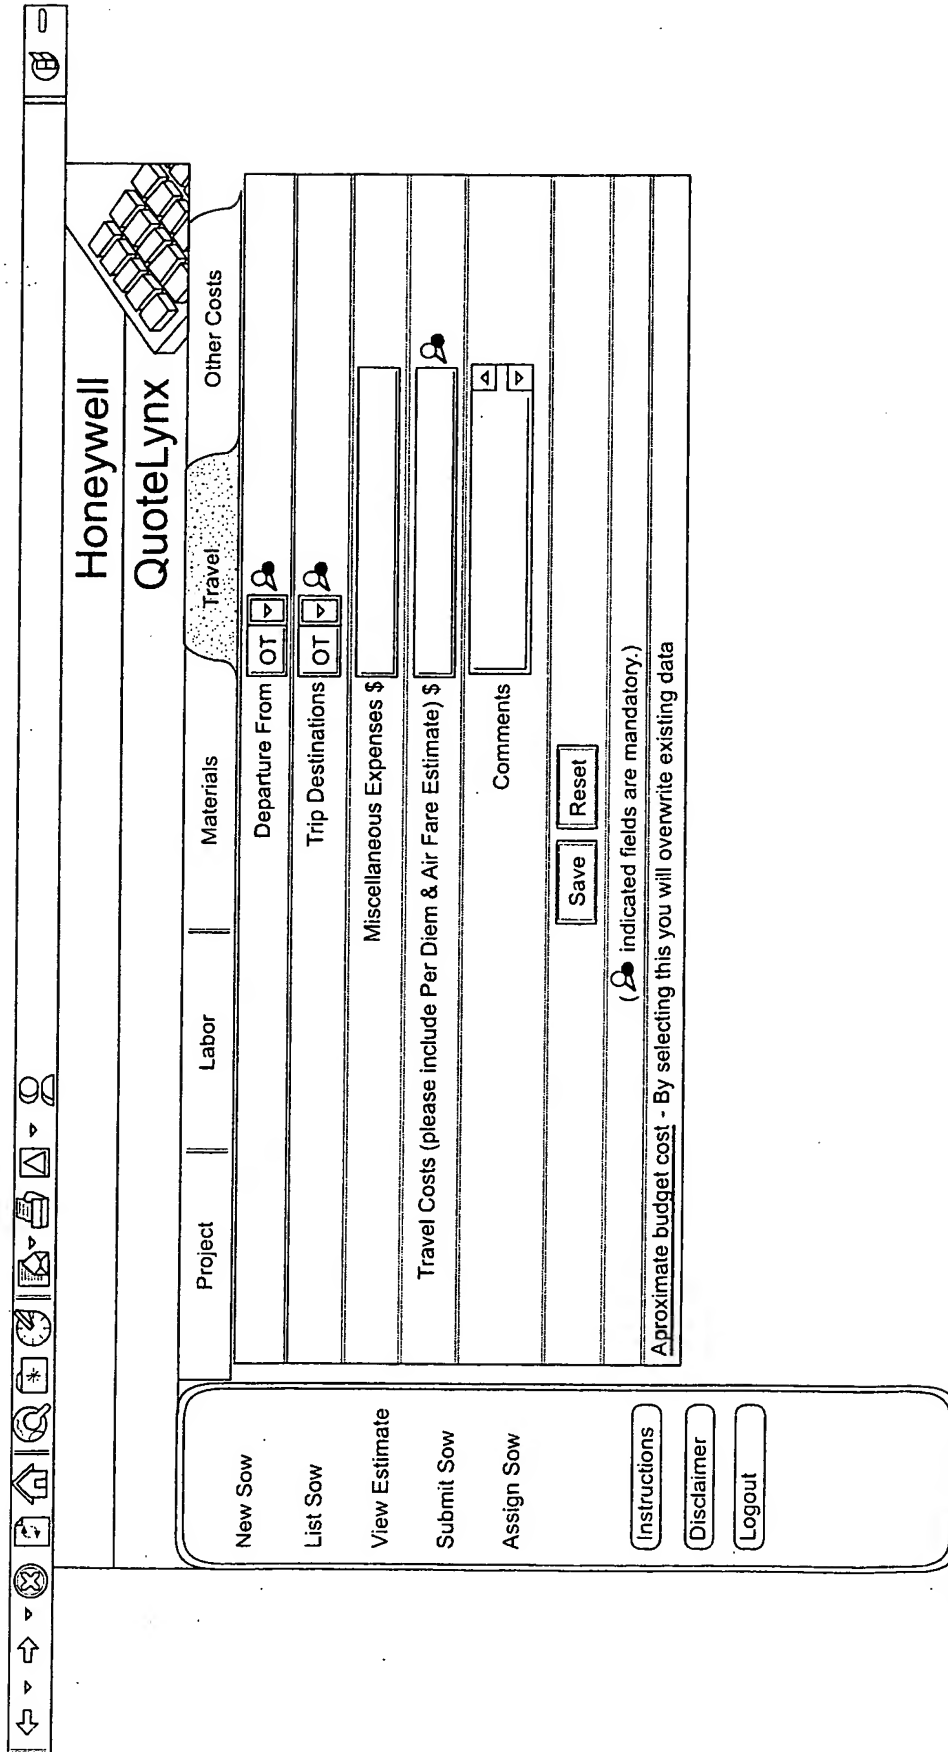 Honeywell
QuoteLynx
Project Labor Materials Travel Other Costs
New Sow
List Sow
View Estimate
Submit Sow
Assign Sow
Instructions
Disclaimer
Logout
Departure From OT
Trip Destinations OT
Miscellaneous Expenses $
Travel Costs (please include Per Diem & Air Fare Estimate) $
Comments
Save Reset
( indicated fields are mandatory.)
Aproximate budget cost - By selecting this you will overwrite existing data